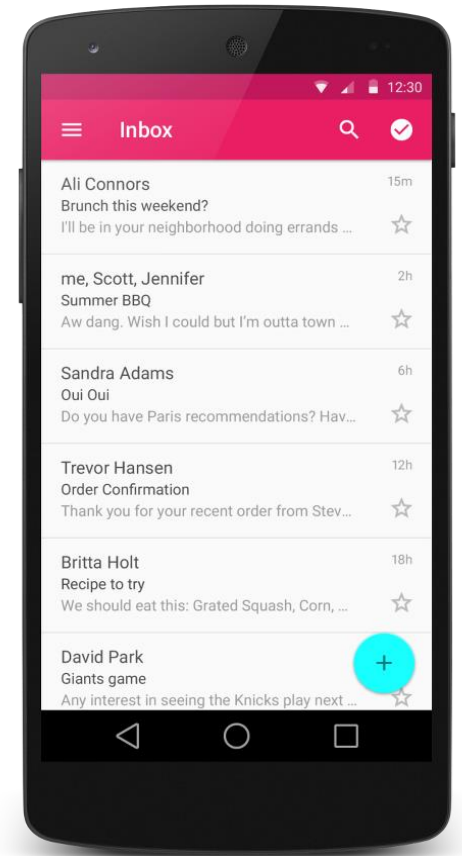 12:30
Inbox
Ali Connors
15m
Brunch this weekend?
I'll be in your neighborhood doing errands ...
me, Scott, Jennifer
2h
Summer BBQ
Aw dang. Wish I could but I'm outta town ...
Sandra Adams
6h
Oui Oui
Do you have Paris recommendations? Hav...
Trevor Hansen
12h
Order Confirmation
Thank you for your recent order from Stev...
Britta Holt
18h
Recipe to try
We should eat this: Grated Squash, Corn, ...
David Park
Giants game
Any interest in seeing the Knicks play next ...